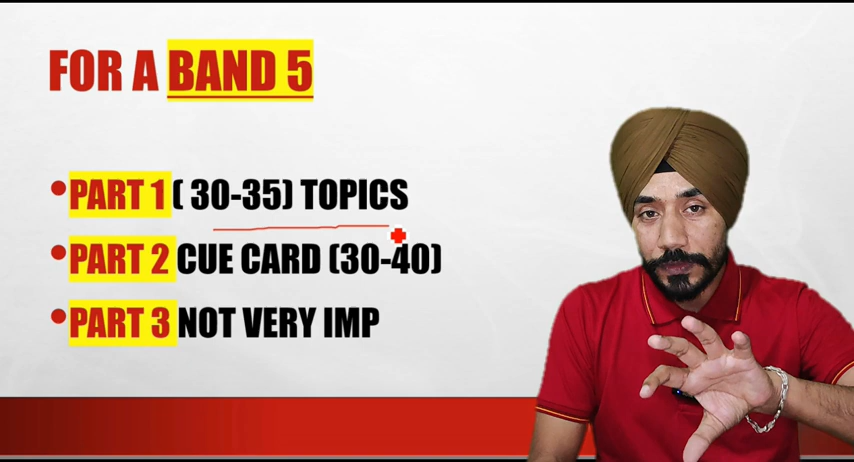 FOR A BAND 5
•PART 1 ( 30-35) TOPICS
•PART 2 CUE CARD (30-40)
•PART 3 NOT VERY IMP